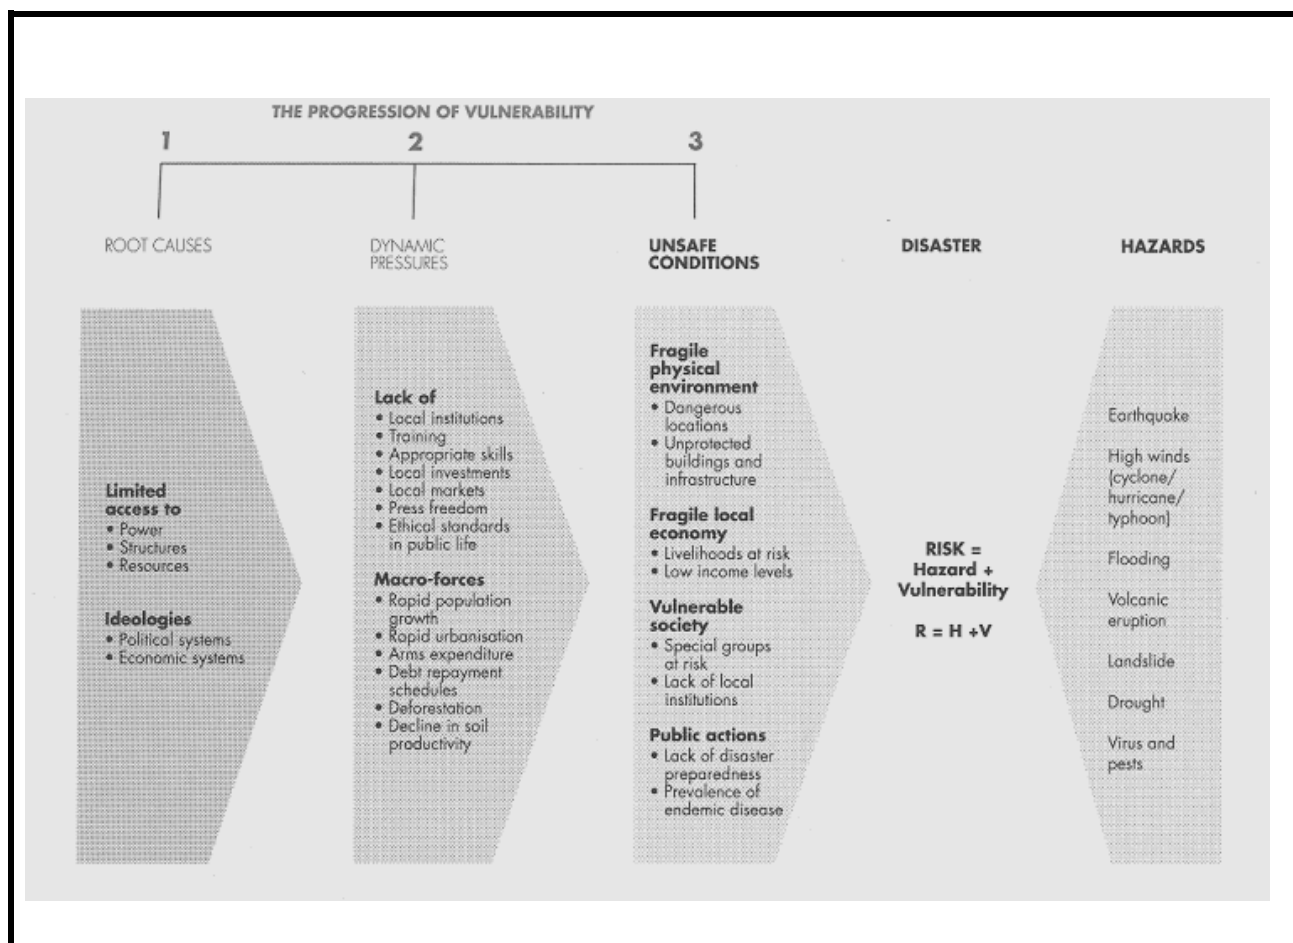 THE PROGRESSION OF VULNERABILITY
1
2
3
ROOT CAUSES
DYNAMIC
PRESSURES
UNSAFE
CONDITIONS
DISASTER
HAZARDS
Limited
access to
• Power
• Structures
• Resources
Ideologies
• Political systems
• Economic systems
Lack of
• Local institutions
• Training
• Appropriate skills
• Local investments
• Local markets
• Press freedom
• Ethical standards
in public life
Macro-forces
• Rapid population
growth
• Rapid urbanisation
• Arms expenditure
• Debt repayment
schedules
• Deforestation
• Decline in soil
productivity
Fragile
physical
environment
• Dangerous
locations
• Unprotected
buildings and
infrastructure
Fragile local
economy
• Livelihoods at risk
• Low income levels
Vulnerable
society
• Special groups
at risk
• Lack of local
institutions
Public actions
• Lack of disaster
preparedness
• Prevalence of
endemic disease
RISK =
Hazard +
Vulnerability
R = H +V
Earthquake
High winds
(cyclone/
hurricane/
typhoon)
Flooding
Volcanic
eruption
Landslide
Drought
Virus and
pests